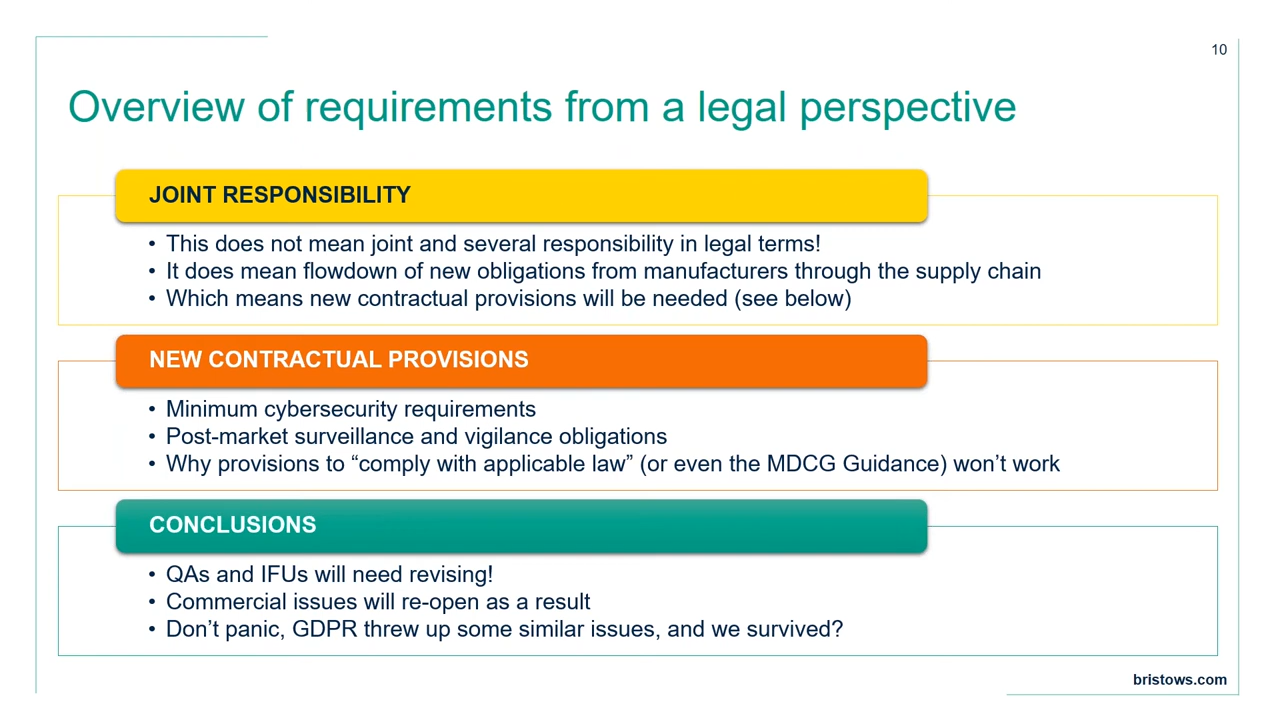 10
Overview of requirements from a legal perspective
JOINT RESPONSIBILITY
• This does not mean joint and several responsibility in legal terms!
• It does mean flowdown of new obligations from manufacturers through the supply chain
• Which means new contractual provisions will be needed (see below)
NEW CONTRACTUAL PROVISIONS
• Minimum cybersecurity requirements
• Post-market surveillance and vigilance obligations
• Why provisions to “comply with applicable law” (or even the MDCG Guidance) won’t work
CONCLUSIONS
• QAs and IFUs will need revising!
• Commercial issues will re-open as a result
• Don’t panic, GDPR threw up some similar issues, and we survived?
bristows.com